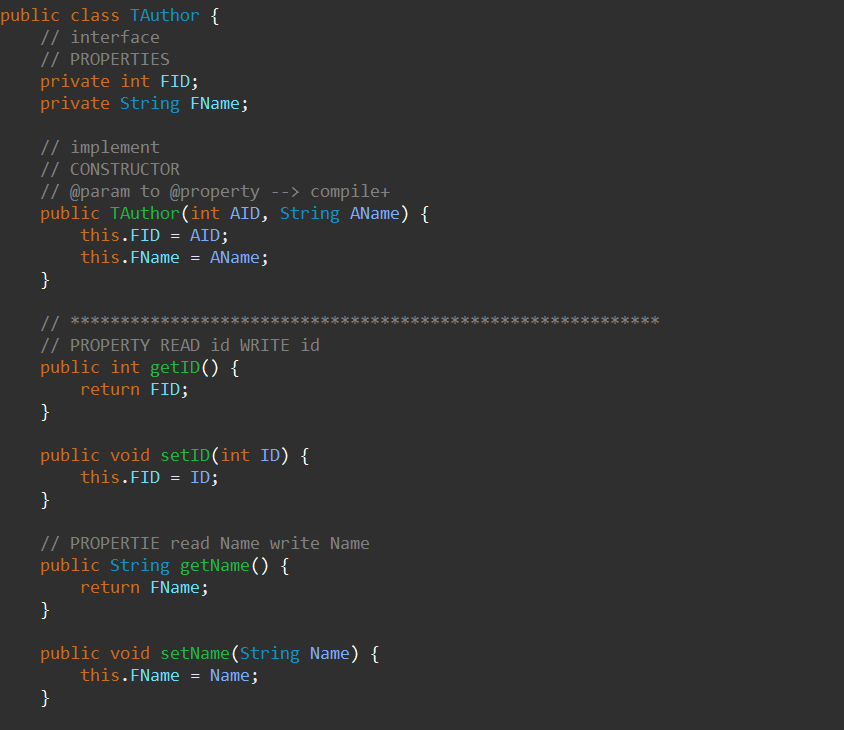 public class TAuthor {
    // interface
    // PROPERTIES
    private int FID;
    private String FName;

    // implement
    // CONSTRUCTOR
    // @param to @property --> compile+
    public TAuthor(int AID, String AName) {
        this.FID = AID;
        this.FName = AName;
    }

    // ***********************************************************
    // PROPERTY READ id WRITE id
    public int getID() {
        return FID;
    }

    public void setID(int ID) {
        this.FID = ID;
    }

    // PROPERTIE read Name write Name
    public String getName() {
        return FName;
    }

    public void setName(String Name) {
        this.FName = Name;
    }